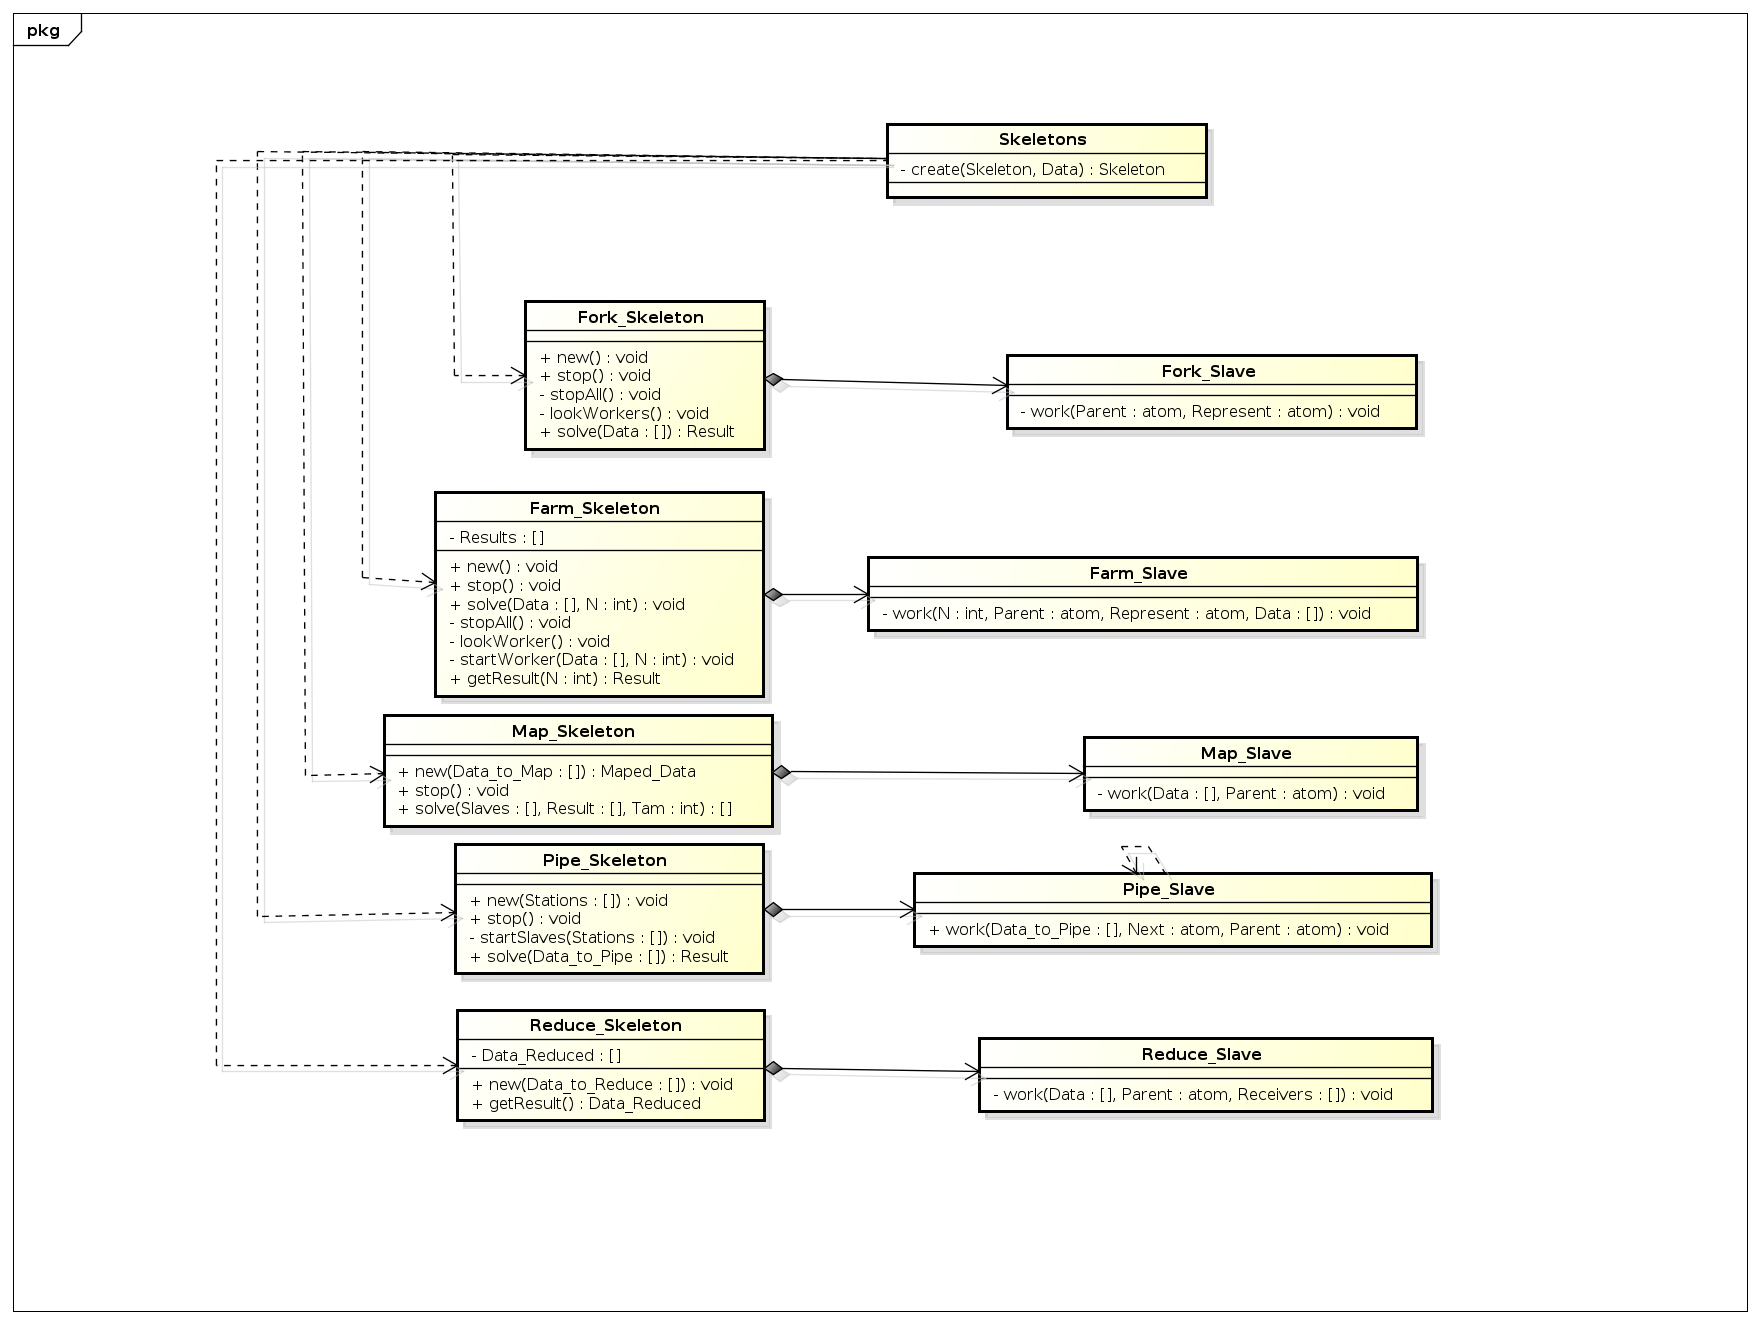 pkg
Skeletons
- create(Skeleton, Data) : Skeleton
Fork_Skeleton
+ new() : void
+ stop() : void
- stopAll() : void
- lookWorkers() : void
+ solve(Data : []) : Result
Fork_Slave
- work(Parent : atom, Represent : atom) : void
Farm_Skeleton
- Results : []
+ new() : void
+ stop() : void
+ solve(Data : [], N : int) : void
- stopAll() : void
- lookWorker() : void
- startWorker(Data : [], N : int) : void
+ getResult(N : int) : Result
Farm_Slave
- work(N : int, Parent : atom, Represent : atom, Data : []) : void
Map_Skeleton
+ new(Data_to_Map : []) : Maped_Data
+ stop() : void
+ solve(Slaves : [], Result : [], Tam : int) : []
Map_Slave
- work(Data : [], Parent : atom) : void
Pipe_Skeleton
+ new(Stations : []) : void
+ stop() : void
- startSlaves(Stations : []) : void
+ solve(Data_to_Pipe : []) : Result
Pipe_Slave
+ work(Data_to_Pipe : [], Next : atom, Parent : atom) : void
Reduce_Skeleton
- Data_Reduced : []
+ new(Data_to_Reduce : []) : void
+ getResult() : Data_Reduced
Reduce_Slave
- work(Data : [], Parent : atom, Receivers : []) : void